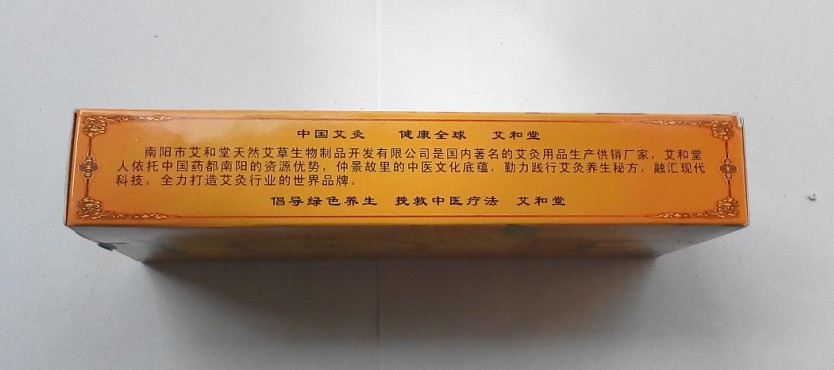 中国艾灸 健康全球 艾和堂
南阳市艾和堂天然艾草生物制品开发有限公司是国内著名的艾灸用品生产供销厂家，艾和堂
人依托中国药都南阳的资源优势，仲景故里的中医文化底蕴，勤力践行艾灸养生秘方，融汇现代
科技，全力打造艾灸行业的世界品牌。
倡导绿色养生 挽救中医疗法 艾和堂